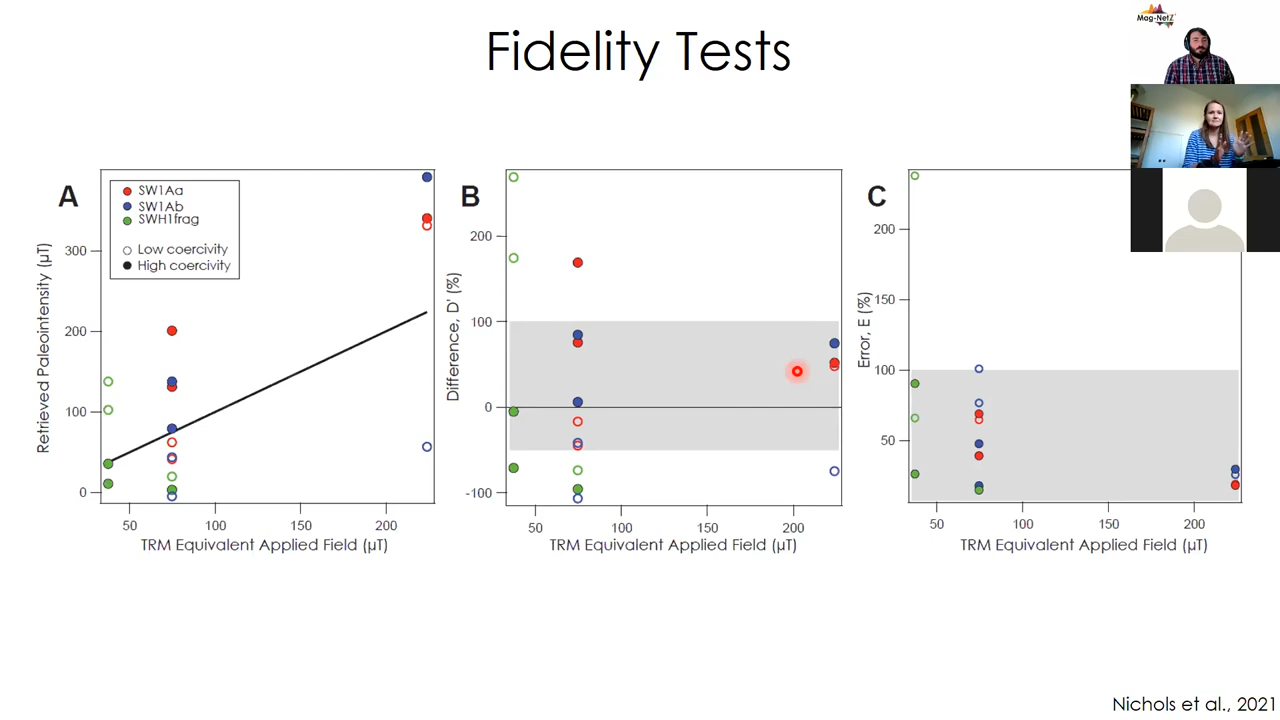 Mag-NetZ
Fidelity Tests
A
SW1Aa
SW1Ab
SWH1frag
Low coercivity
High coercivity
Retrieved Paleointensity (µT)
300
200
100
0
50
100
150
200
TRM Equivalent Applied Field (µT)
B
Difference, D' (%)
200
100
0
-100
50
100
150
200
TRM Equivalent Applied Field (µT)
C
Error, E (%)
200
150
100
50
50
100
150
200
TRM Equivalent Applied Field (µT)
Nichols et al., 2021